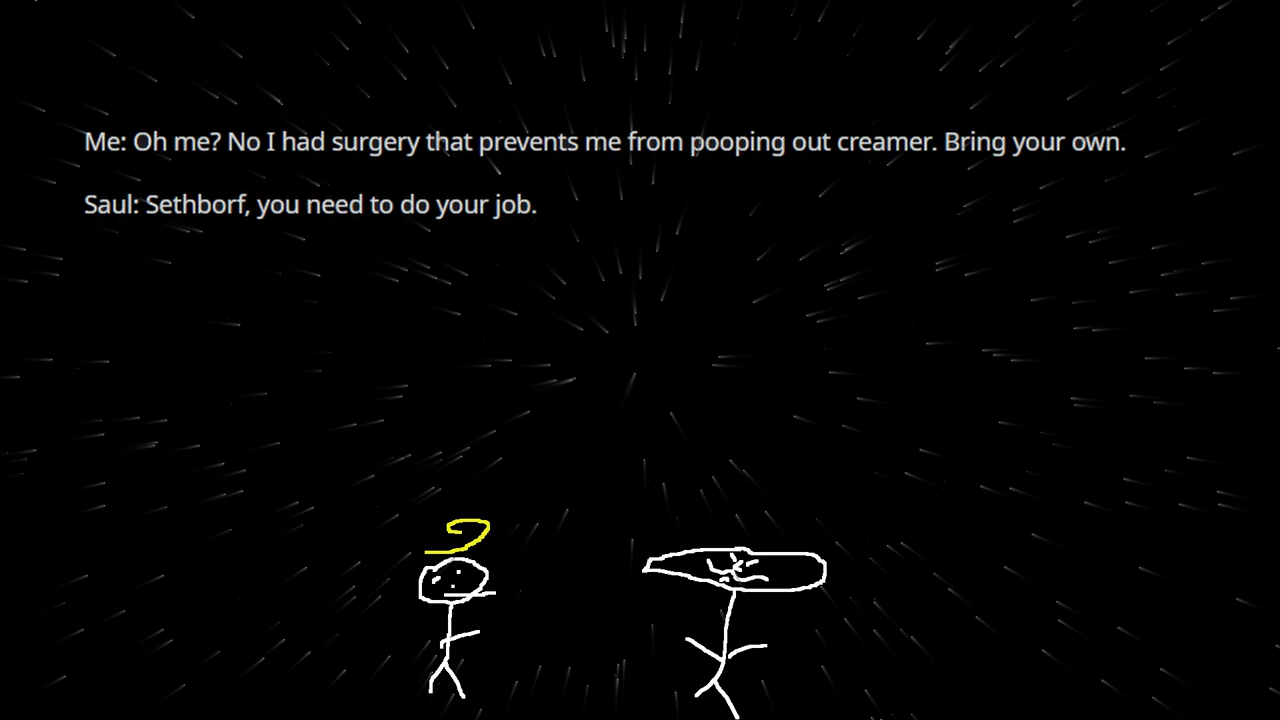 Me: Oh me? No I had surgery that prevents me from pooping out creamer. Bring your own.
Saul: Sethborf, you need to do your job.